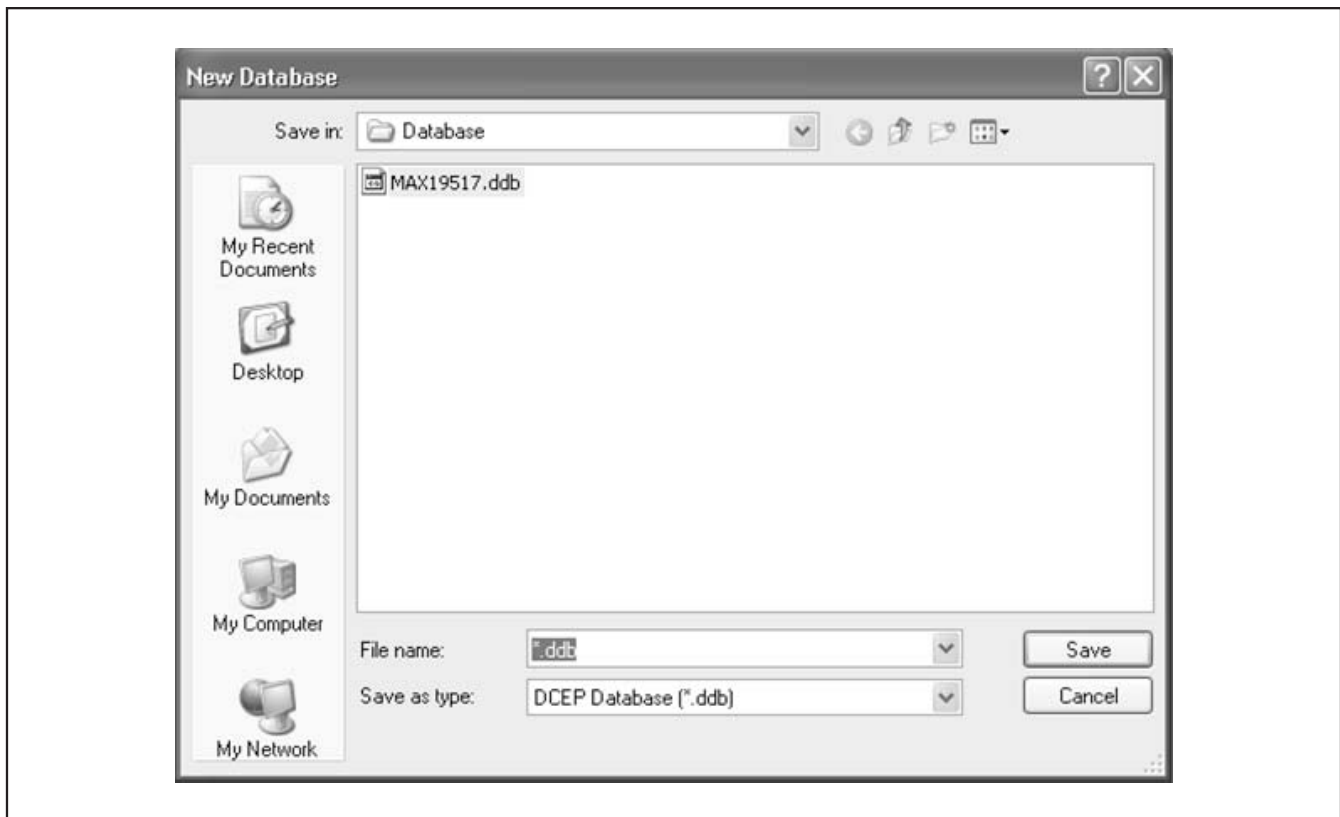 New Database
Save in:
Database
MAX19517.ddb
My Recent
Documents
Desktop
My Documents
My Computer
My Network
File name:
*.ddb
Save
Save as type:
DCEP Database (*.ddb)
Cancel